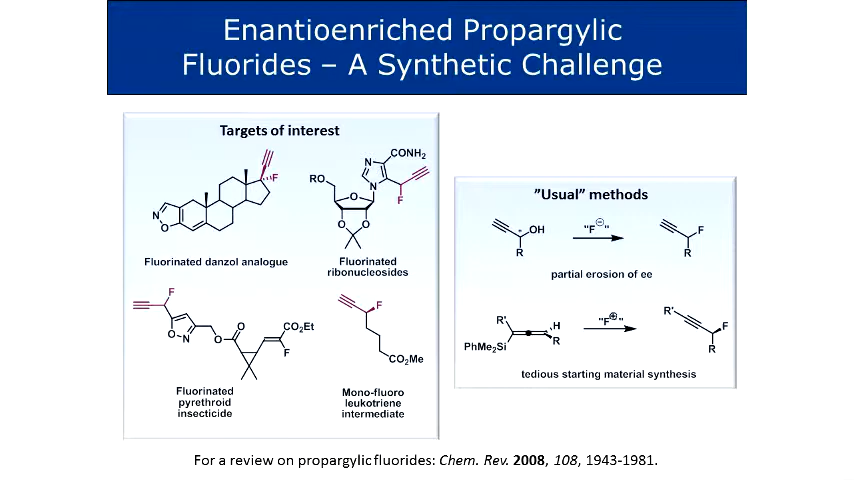 Enantioenriched Propargylic
Fluorides – A Synthetic Challenge
Targets of interest
F
N
O
Fluorinated danzol analogue
CONH2
N
N
RO
O
F
O
O
Fluorinated
ribonucleosides
F
O
N
O
O
CO2Et
F
Fluorinated
pyrethroid
insecticide
F
CO2Me
Mono-fluoro
leukotriene
intermediate
”Usual” methods
*
OH
R
"F⊖"
F
R
partial erosion of ee
R'
PhMe2Si
H
R
"F⊕"
R'
F
R
tedious starting material synthesis
For a review on propargylic fluorides: Chem. Rev. 2008, 108, 1943-1981.